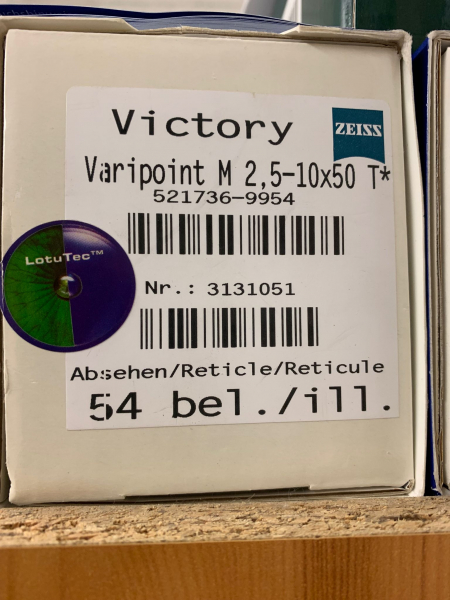 Victory
ZEISS
Varipoint M 2,5-10x50 T*
521736-9954
LotuTec™
Nr.: 3131051
Absehen/Reticle/Reticule
54 bel./ill.